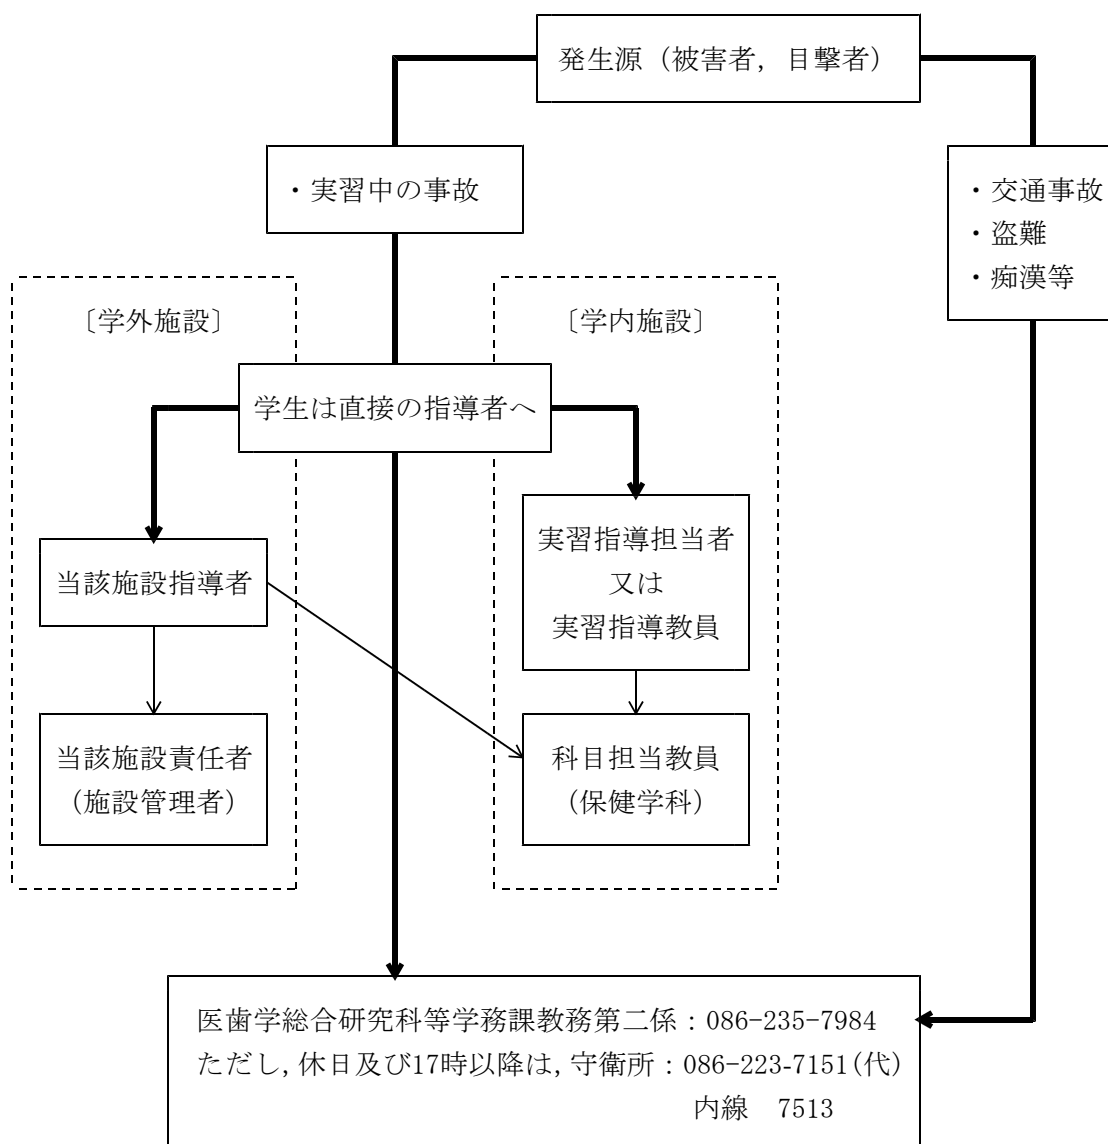 発生源（被害者，目撃者）
・実習中の事故
・交通事故
・盗難
・痴漢等
〔学外施設〕
〔学内施設〕
学生は直接の指導者へ
当該施設指導者
実習指導担当者
又は
実習指導教員
当該施設責任者
（施設管理者）
科目担当教員
（保健学科）
医歯学総合研究科等学務課教務第二係：086-235-7984
ただし,休日及び17時以降は,守衛所：086-223-7151(代)
内線　7513